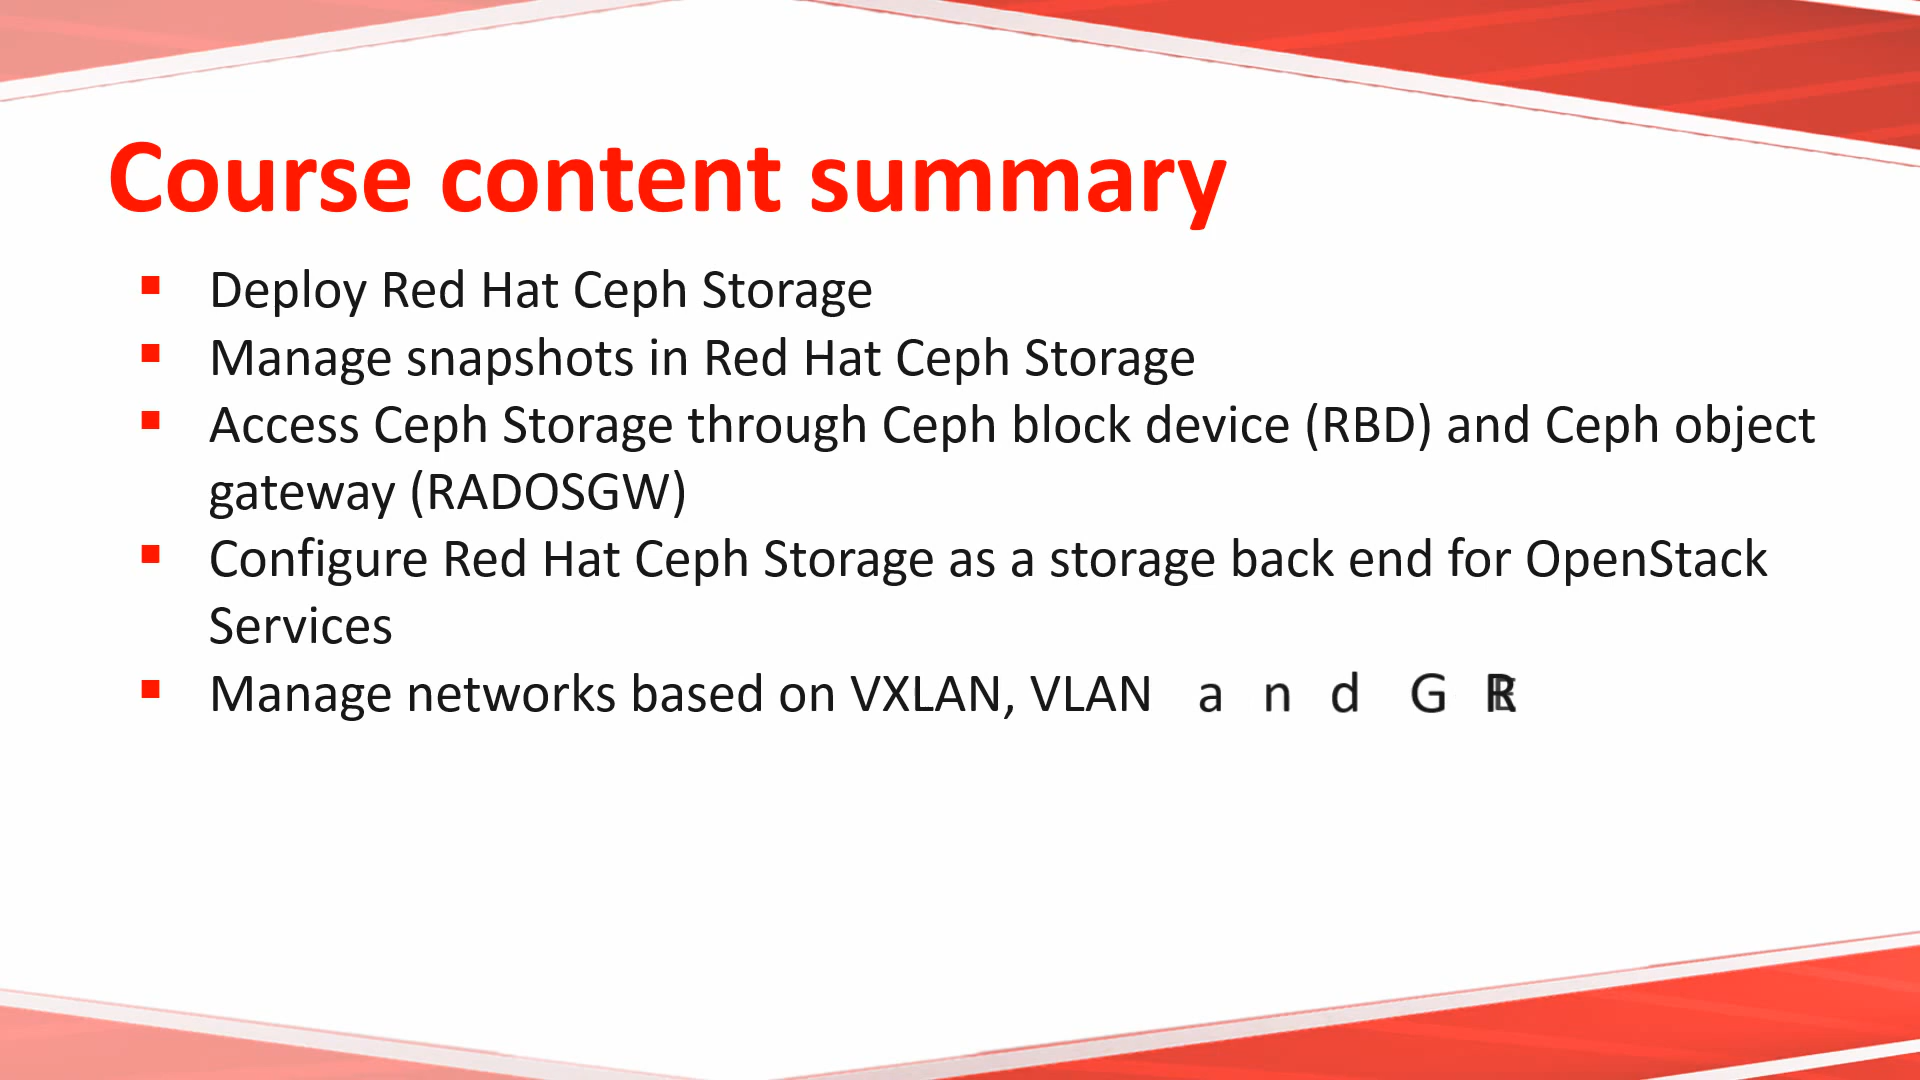 Course content summary
Deploy Red Hat Ceph Storage
Manage snapshots in Red Hat Ceph Storage
Access Ceph Storage through Ceph block device (RBD) and Ceph object
gateway (RADOSGW)
Configure Red Hat Ceph Storage as a storage back end for OpenStack
Services
Manage networks based on VXLAN, VLAN and GRE